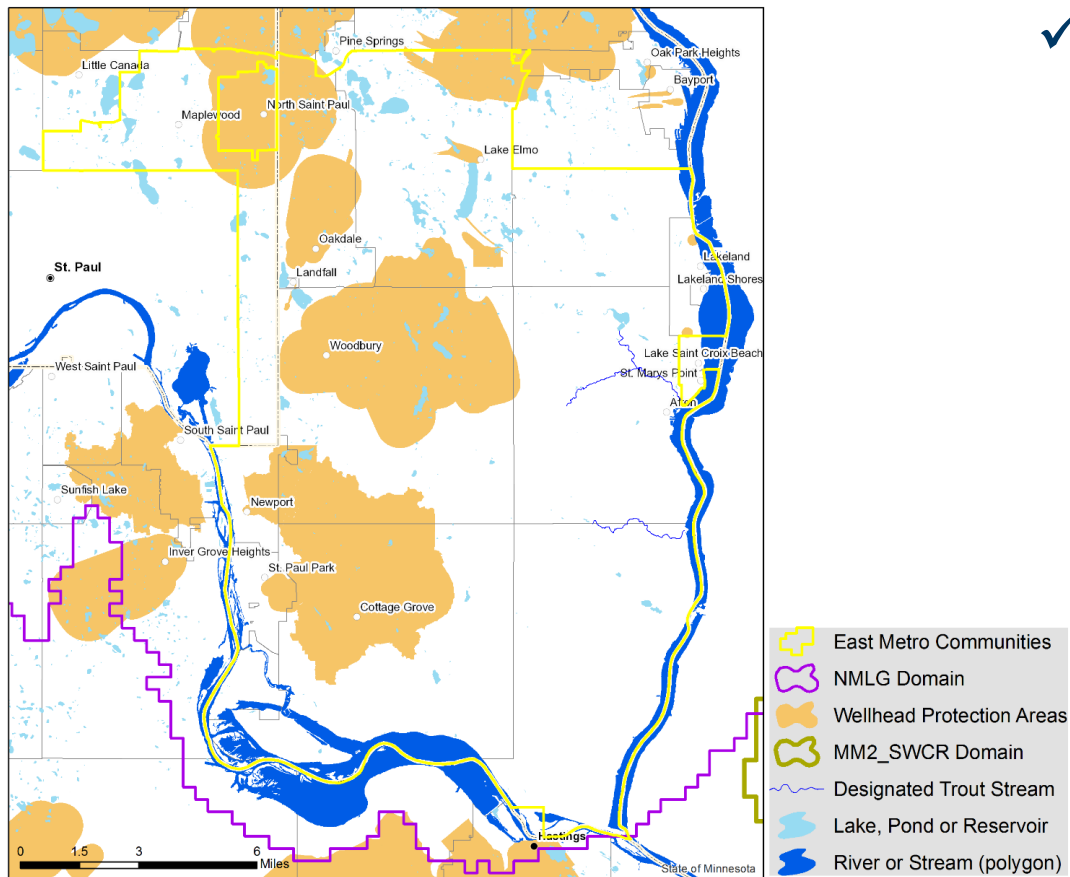 Pine Springs
Oak Park Heights
Little Canada
Bayport
North Saint Paul
Maplewood
Lake Elmo
Oakdale
Lakeland
St. Paul
Landfall
Lakeland Shores
Woodbury
Lake Saint Croix Beach
West Saint Paul
St. Marys Point
Afton
South Saint Paul
Sunfish Lake
Newport
Inver Grove Heights
St. Paul Park
Cottage Grove
Hastings
0 1.5 3 6
Miles
State of Minnesota
East Metro Communities
NMLG Domain
Wellhead Protection Areas
MM2_SWCR Domain
Designated Trout Stream
Lake, Pond or Reservoir
River or Stream (polygon)